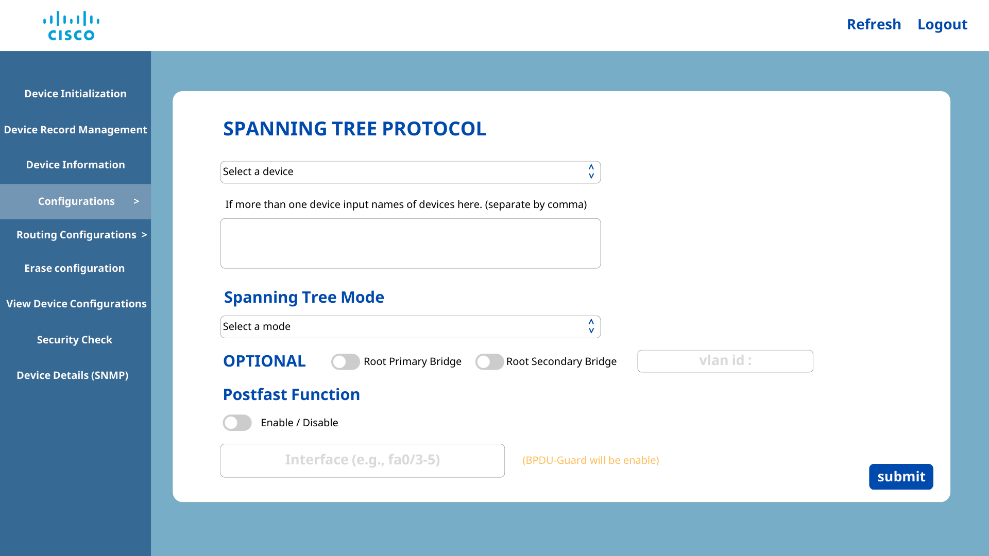 CISCO
Refresh Logout
Device Initialization
Device Record Management
Device Information
Configurations >
Routing Configurations >
Erase configuration
View Device Configurations
Security Check
Device Details (SNMP)
SPANNING TREE PROTOCOL
Select a device
If more than one device input names of devices here. (separate by comma)
Spanning Tree Mode
Select a mode
OPTIONAL Root Primary Bridge Root Secondary Bridge vlan id :
Postfast Function
Enable / Disable
Interface (e.g., fa0/3-5) (BPDU-Guard will be enable)
submit